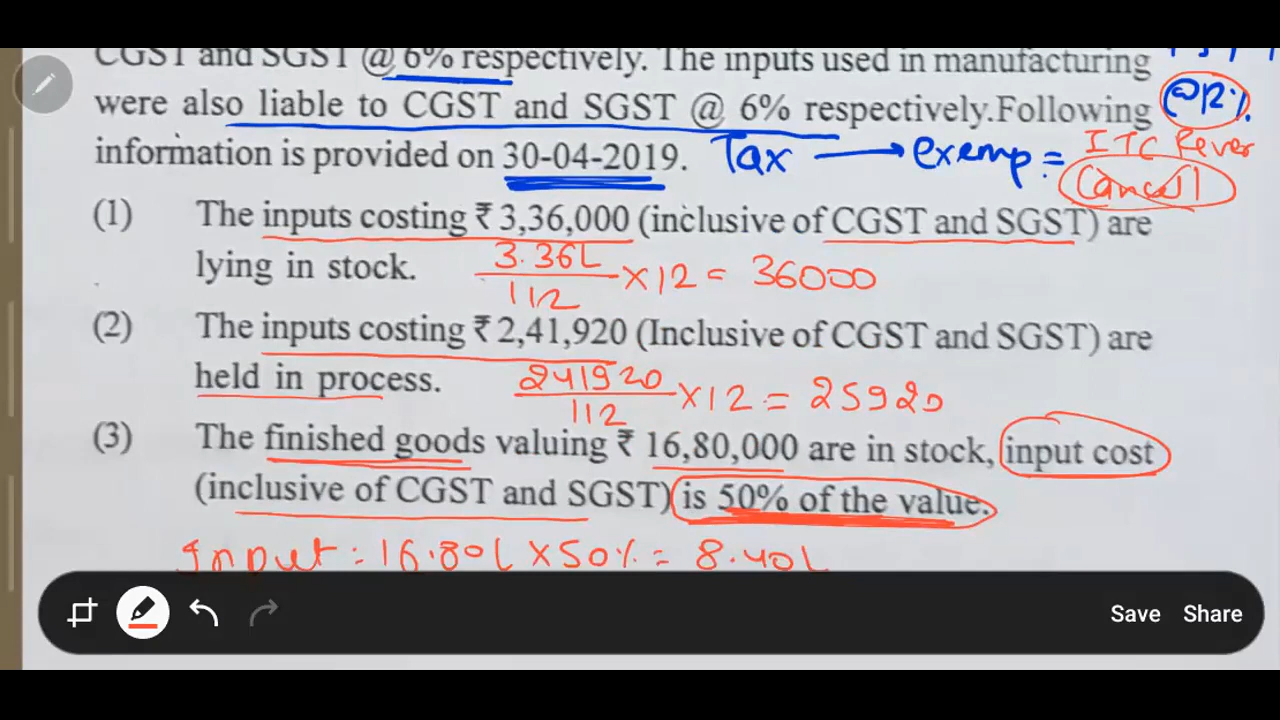 CGST and SGST @ 6% respectively. The inputs used in manufacturing
were also liable to CGST and SGST @ 6% respectively.Following
@12%
information is provided on 30-04-2019.
Tax → exemp =
ITC Rever
Cancel
(1) The inputs costing ₹ 3,36,000 (inclusive of CGST and SGST) are
lying in stock.
3.36L / 112 × 12 = 36000
(2) The inputs costing ₹ 2,41,920 (Inclusive of CGST and SGST) are
held in process.
241920 / 112 × 12 = 25920
(3) The finished goods valuing ₹ 16,80,000 are in stock, input cost
(inclusive of CGST and SGST) is 50% of the value.
Input = 16.80L × 50% = 8.40L
Save Share